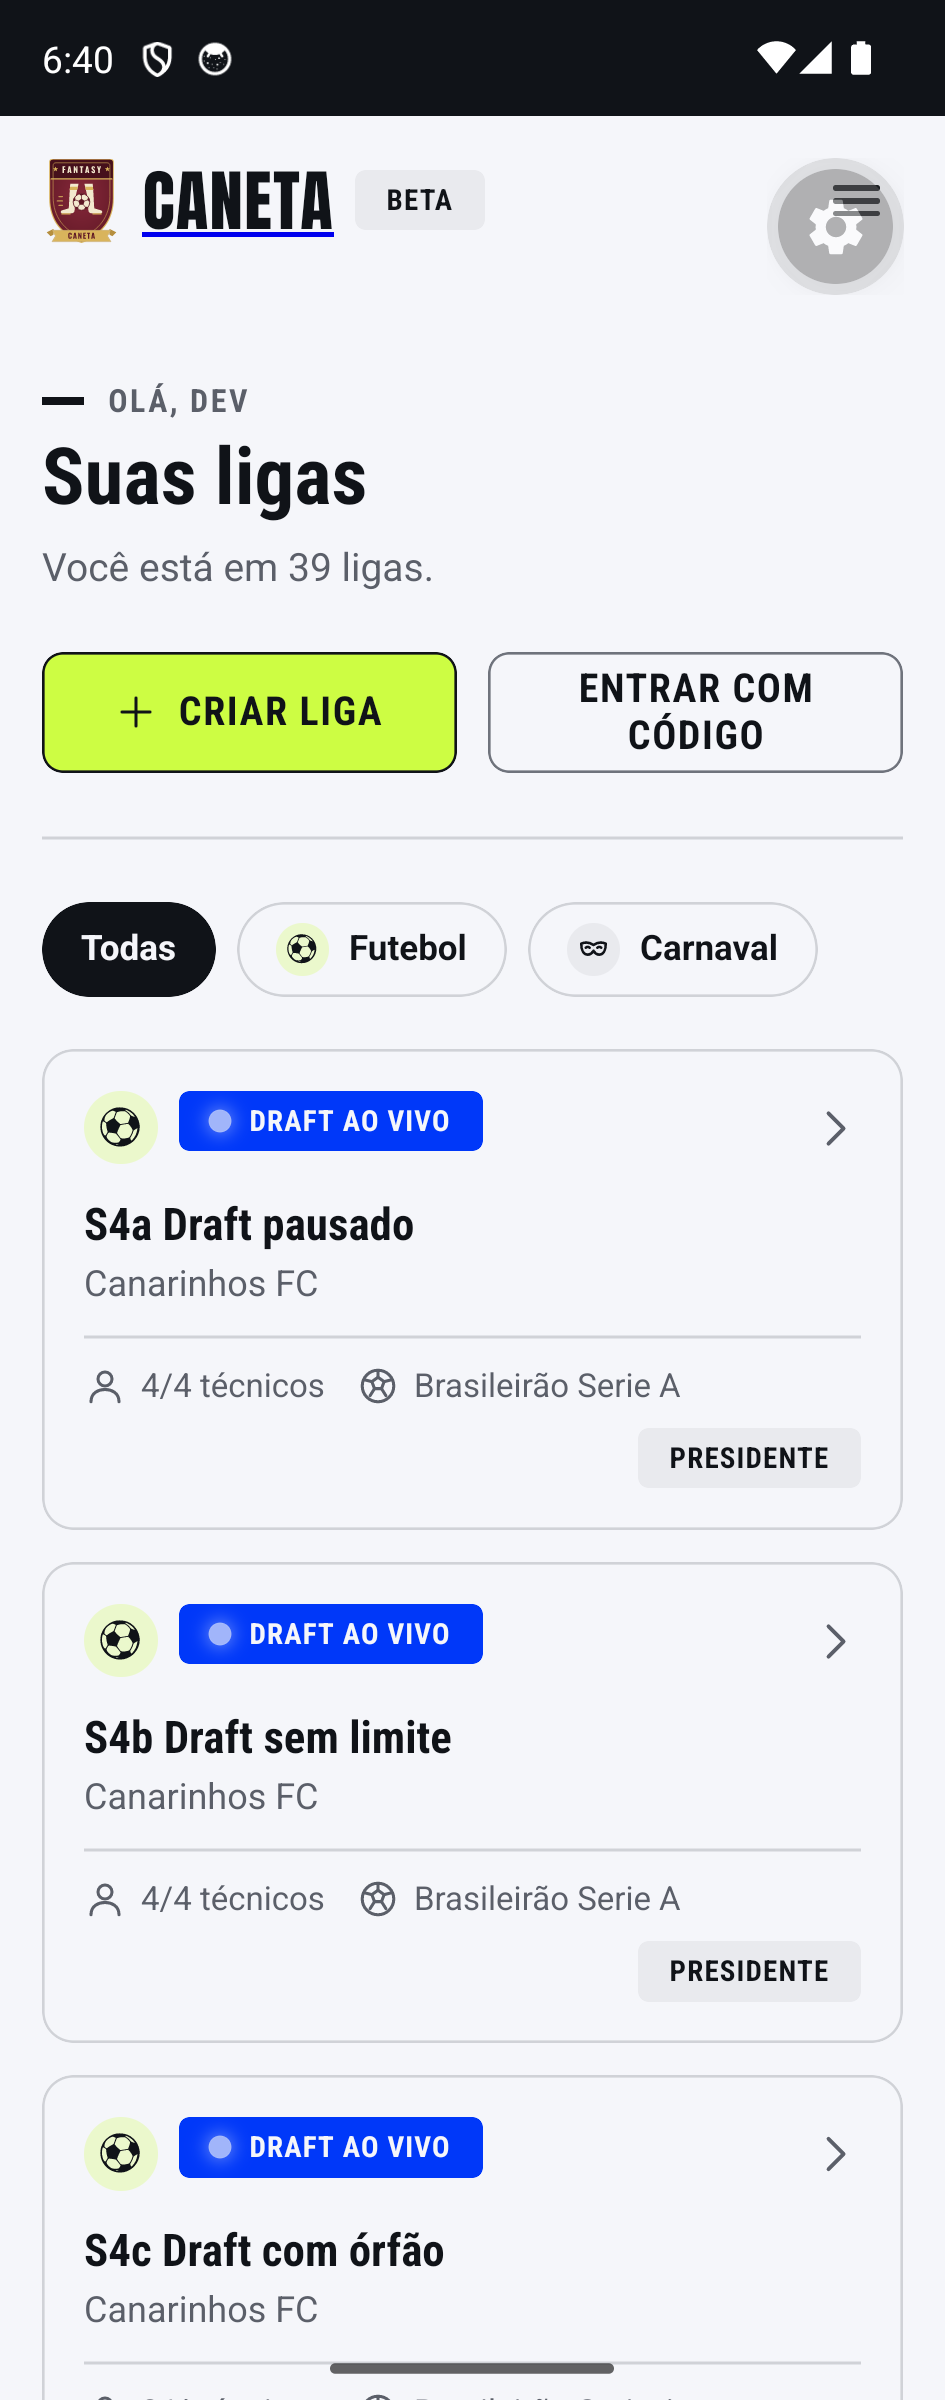 6:40
FANTASY
CANETA
CANETA
BETA
OLÁ, DEV
Suas ligas
Você está em 39 ligas.
CRIAR LIGA
ENTRAR COM
CÓDIGO
Todas
Futebol
Carnaval
DRAFT AO VIVO
S4a Draft pausado
Canarinhos FC
4/4 técnicos
Brasileirão Serie A
PRESIDENTE
DRAFT AO VIVO
S4b Draft sem limite
Canarinhos FC
4/4 técnicos
Brasileirão Serie A
PRESIDENTE
DRAFT AO VIVO
S4c Draft com órfão
Canarinhos FC